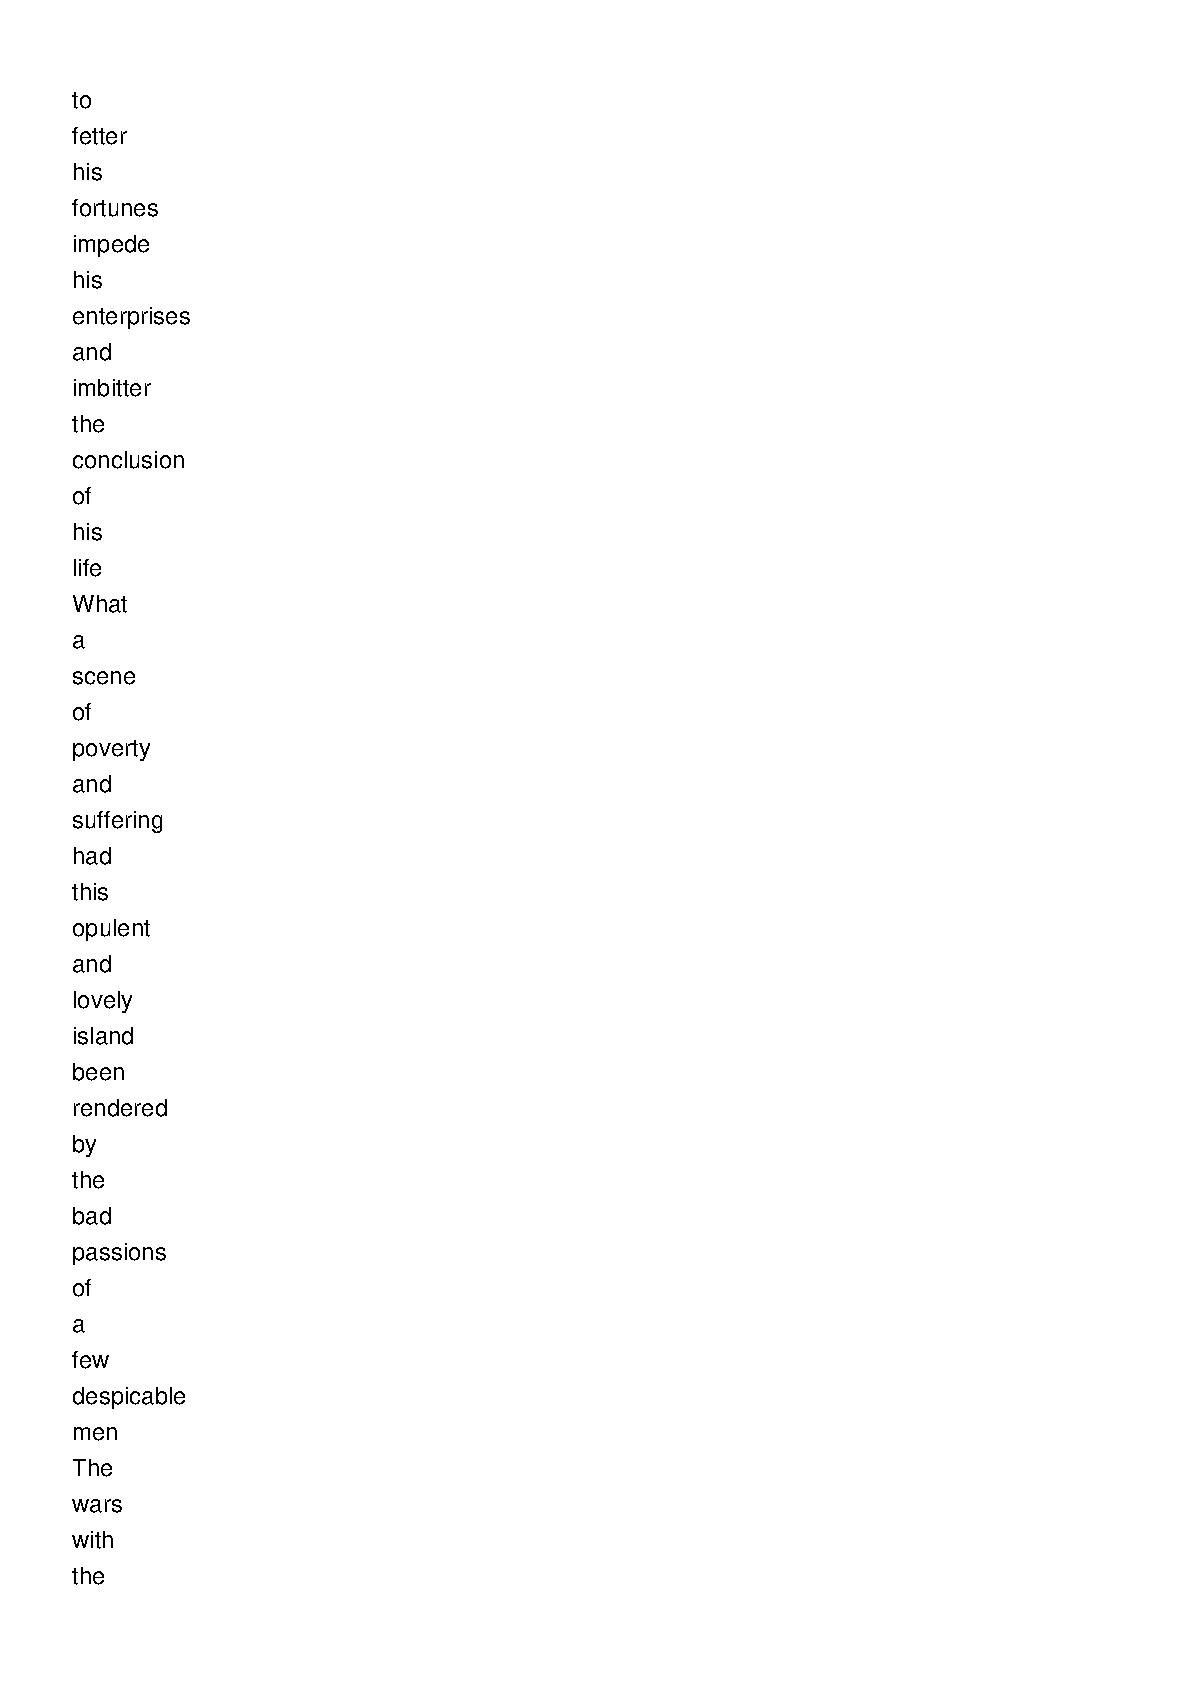 to
fetter
his
fortunes
impede
his
enterprises
and
imbitter
the
conclusion
of
his
life
What
a
scene
of
poverty
and
suffering
had
this
opulent
and
lovely
island
been
rendered
by
the
bad
passions
of
a
few
despicable
men
The
wars
with
the